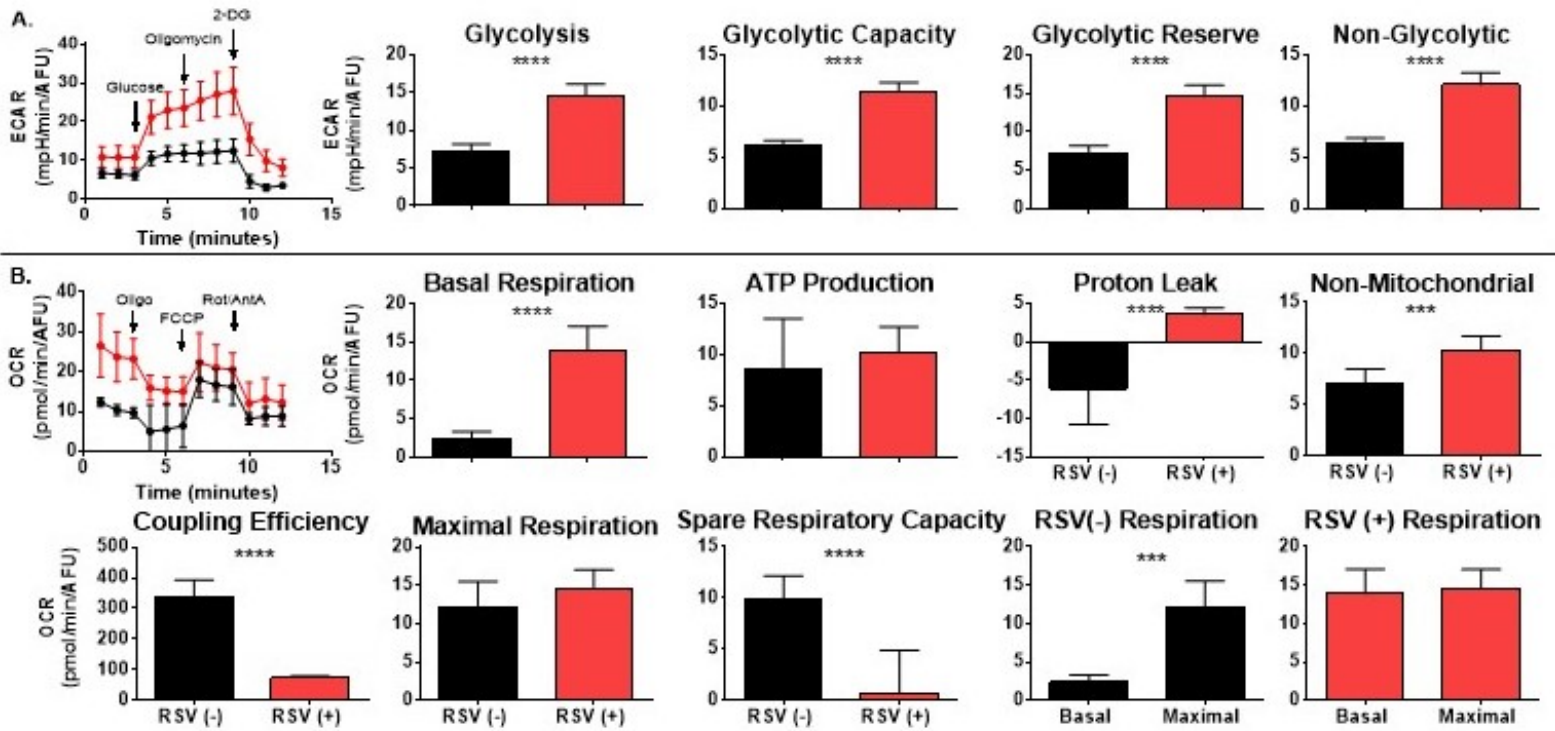 A.
2-DG
Oligomycin
Glucose
ECAR
(mpH/min/AFU)
40
30
20
10
0
0 5 10 15
Time (minutes)
Glycolysis
****
ECAR
(mpH/min/AFU)
20
15
10
5
0
Glycolytic Capacity
****
15
10
5
0
Glycolytic Reserve
****
20
15
10
5
0
Non-Glycolytic
****
15
10
5
0
B.
Oligo
FCCP
Rot/AntA
OCR
(pmol/min/AFU)
40
30
20
10
0
0 5 10 15
Time (minutes)
Basal Respiration
****
OCR
(pmol/min/AFU)
20
15
10
5
0
ATP Production
15
10
5
0
Proton Leak
****
5
0
-5
-10
-15
RSV (-) RSV (+)
Non-Mitochondrial
***
15
10
5
0
RSV (-) RSV (+)
Coupling Efficiency
****
OCR
(pmol/min/AFU)
500
400
300
200
100
0
RSV (-) RSV (+)
Maximal Respiration
20
15
10
5
0
RSV (-) RSV (+)
Spare Respiratory Capacity
****
15
10
5
0
RSV (-) RSV (+)
RSV(-) Respiration
***
20
15
10
5
0
Basal Maximal
RSV (+) Respiration
20
15
10
5
0
Basal Maximal